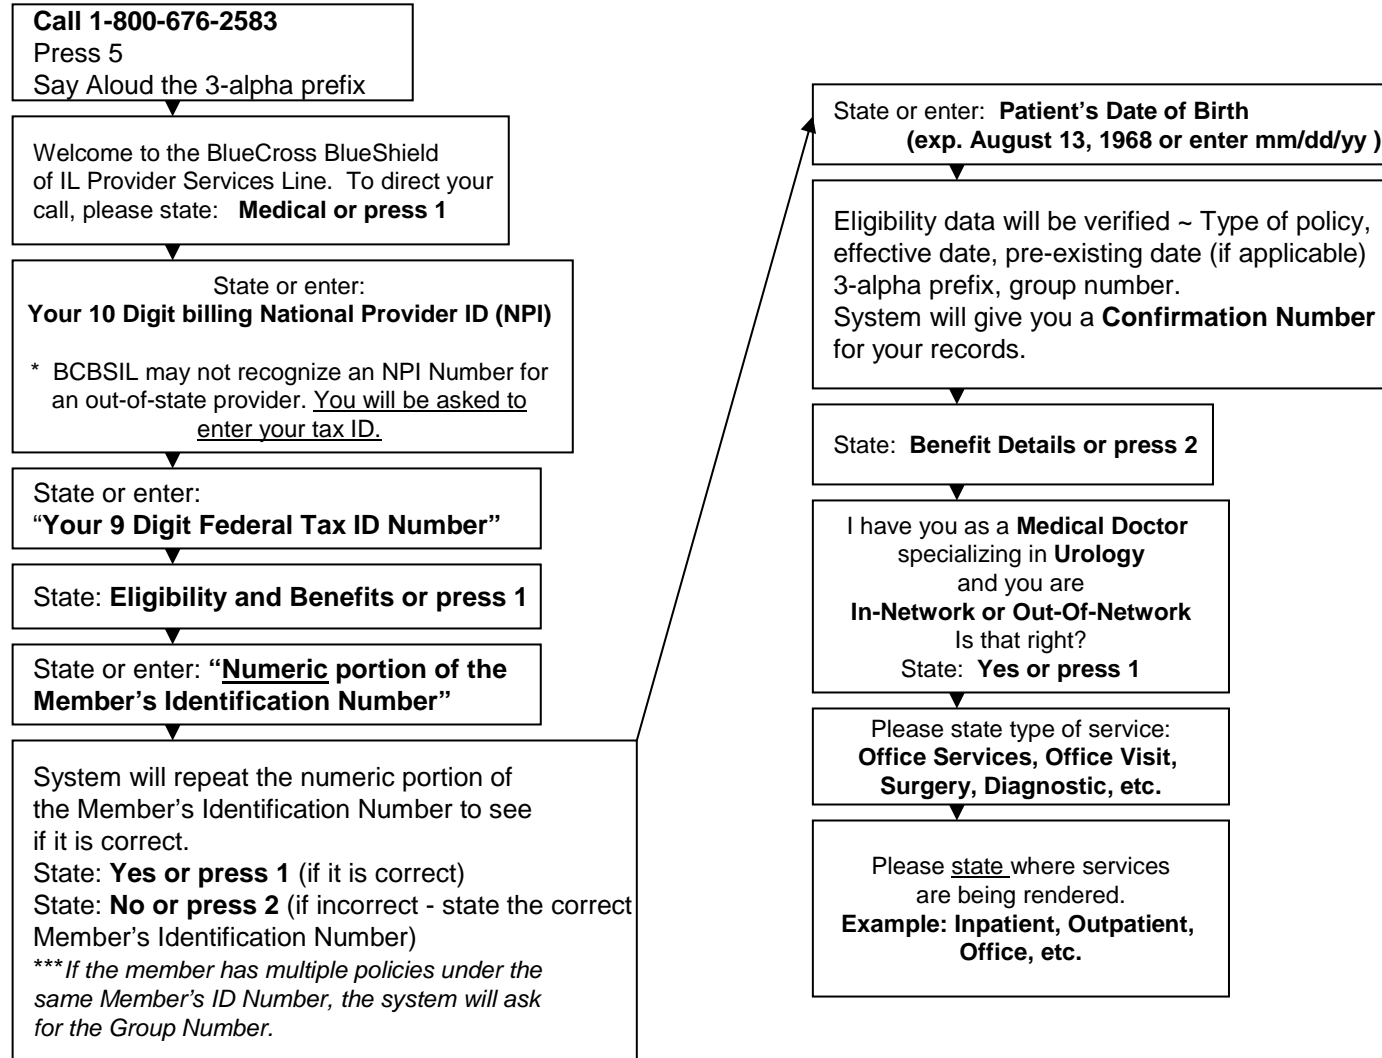 Call 1-800-676-2583
Press 5
Say Aloud the 3-alpha prefix
Welcome to the BlueCross BlueShield
of IL Provider Services Line.  To direct your
call, please state:   Medical or press 1
State or enter:
Your 10 Digit billing National Provider ID (NPI)
*  BCBSIL may not recognize an NPI Number for
an out-of-state provider. You will be asked to
enter your tax ID.
State or enter:
“Your 9 Digit Federal Tax ID Number”
State: Eligibility and Benefits or press 1
State or enter: “Numeric portion of the
Member’s Identification Number”
System will repeat the numeric portion of
the Member’s Identification Number to see
if it is correct.
State: Yes or press 1 (if it is correct)
State: No or press 2 (if incorrect - state the correct
Member’s Identification Number)
***If the member has multiple policies under the
same Member’s ID Number, the system will ask
for the Group Number.
State or enter:  Patient’s Date of Birth
(exp. August 13, 1968 or enter mm/dd/yy )
Eligibility data will be verified ~ Type of policy,
effective date, pre-existing date (if applicable)
3-alpha prefix, group number.
System will give you a Confirmation Number
for your records.
State:  Benefit Details or press 2
I have you as a Medical Doctor
specializing in Urology
and you are
In-Network or Out-Of-Network
Is that right?
State:  Yes or press 1
Please state type of service:
Office Services, Office Visit,
Surgery, Diagnostic, etc.
Please state where services
are being rendered.
Example: Inpatient, Outpatient,
Office, etc.